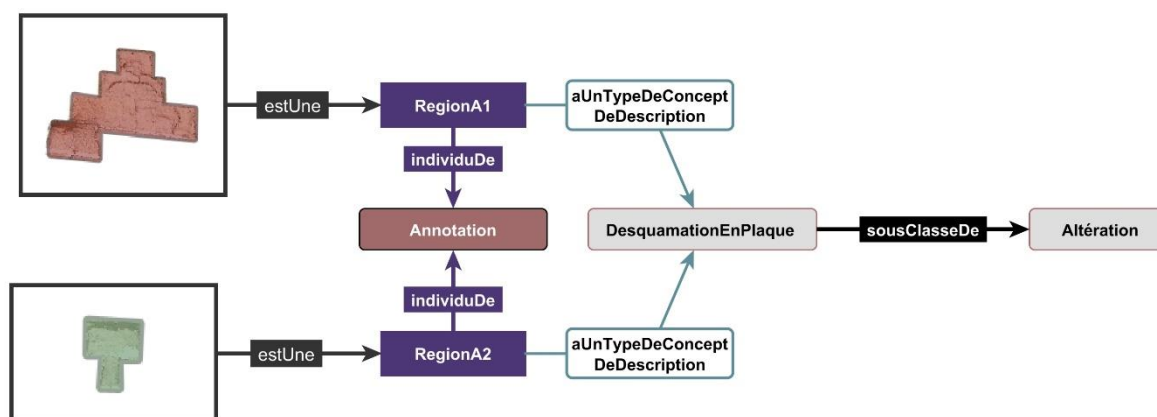 estUne
RegionA1
aUnTypeDeConcept
DeDescription
individuDe
Annotation
DesquamationEnPlaque
sousClasseDe
Altération
individuDe
estUne
RegionA2
aUnTypeDeConcept
DeDescription